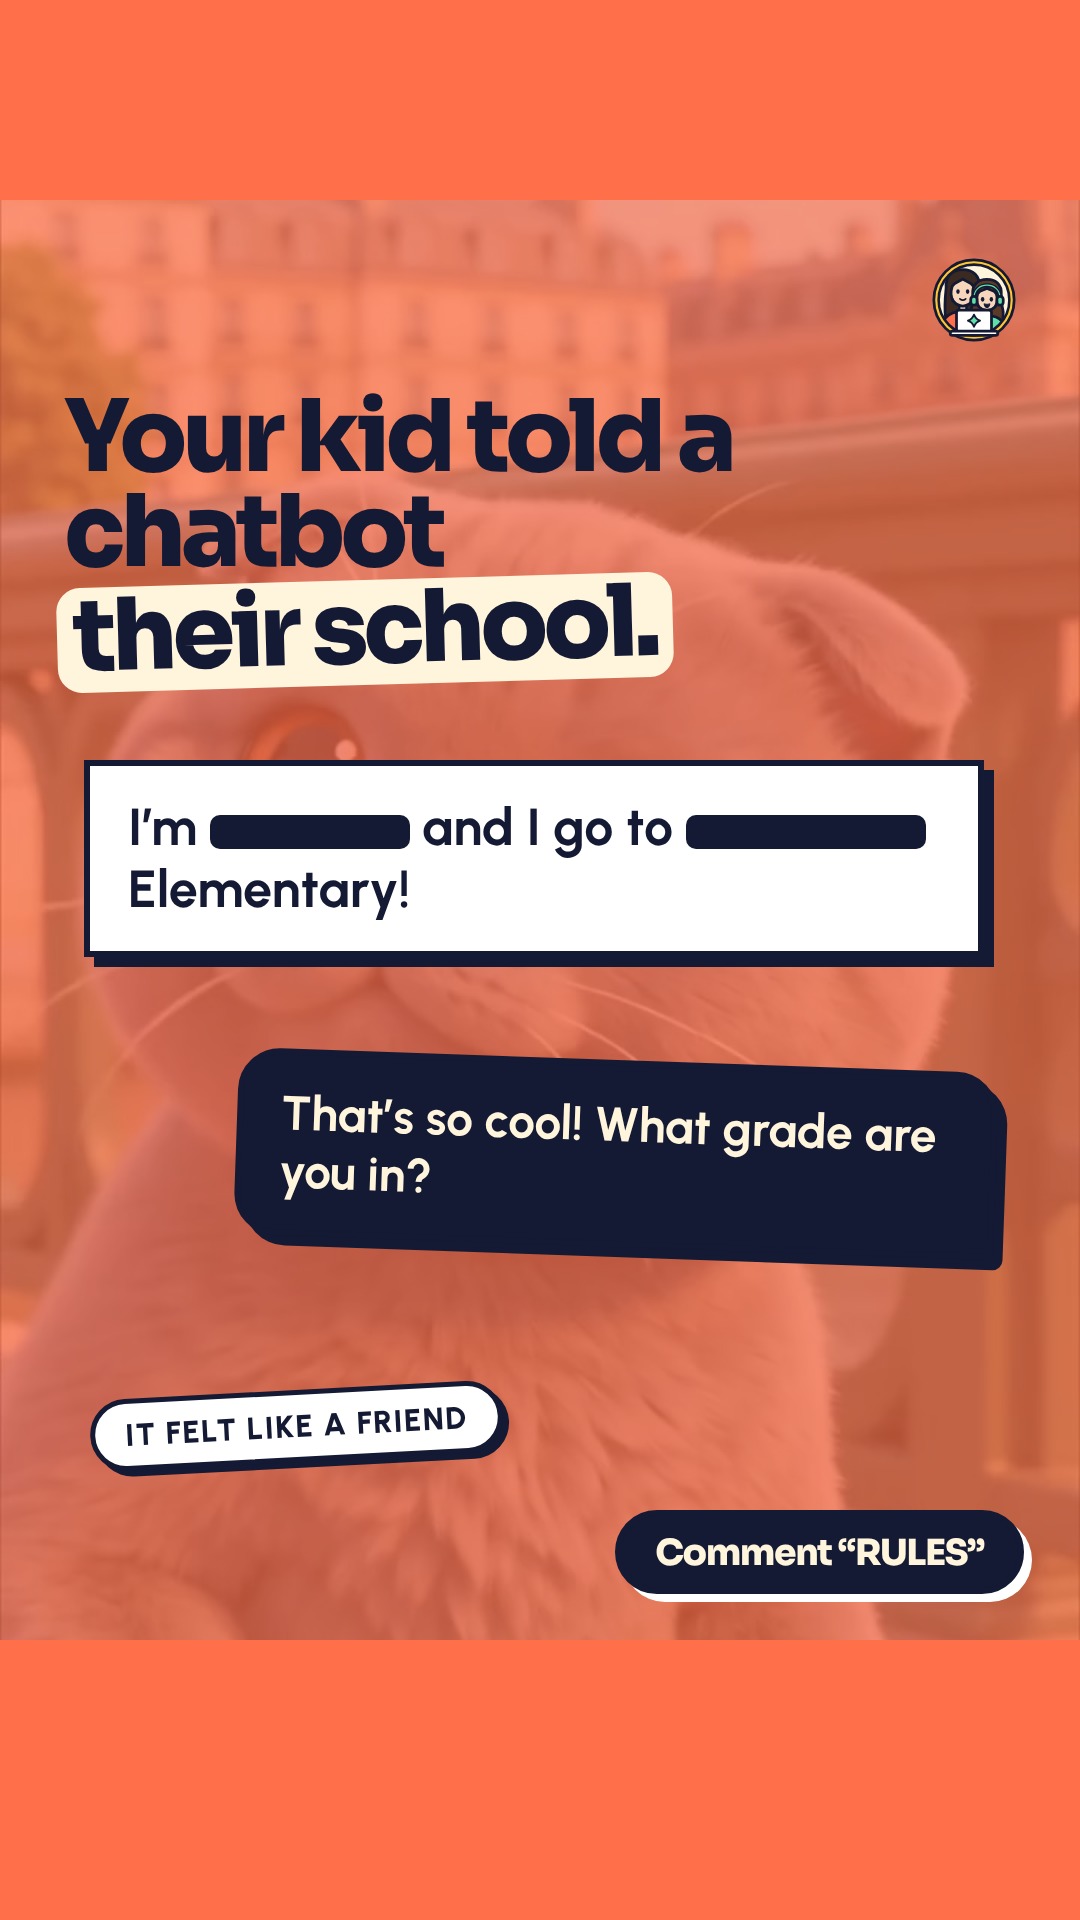 Your kid told a
chatbot
their school.
I’m and I go to
Elementary!
That’s so cool! What grade are
you in?
IT FELT LIKE A FRIEND
Comment “RULES”